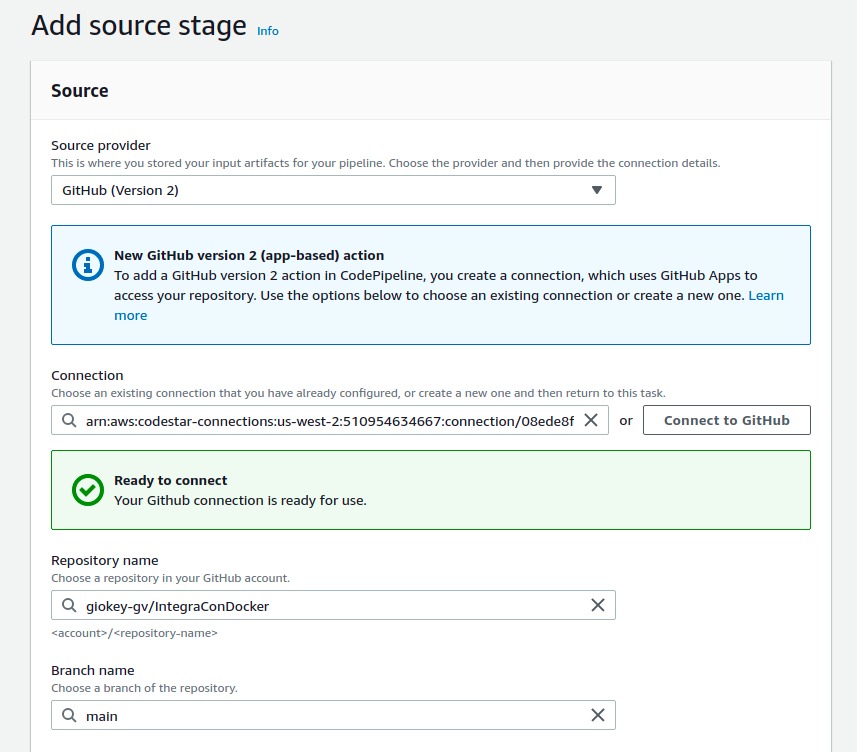 Add source stage Info
Source
Source provider
This is where you stored your input artifacts for your pipeline. Choose the provider and then provide the connection details.
GitHub (Version 2)
New GitHub version 2 (app-based) action
To add a GitHub version 2 action in CodePipeline, you create a connection, which uses GitHub Apps to
access your repository. Use the options below to choose an existing connection or create a new one. Learn
more
Connection
Choose an existing connection that you have already configured, or create a new one and then return to this task.
arn:aws:codestar-connections:us-west-2:510954634667:connection/08ede8f
or
Connect to GitHub
Ready to connect
Your Github connection is ready for use.
Repository name
Choose a repository in your GitHub account.
giokey-gv/IntegraConDocker
<account>/<repository-name>
Branch name
Choose a branch of the repository.
main